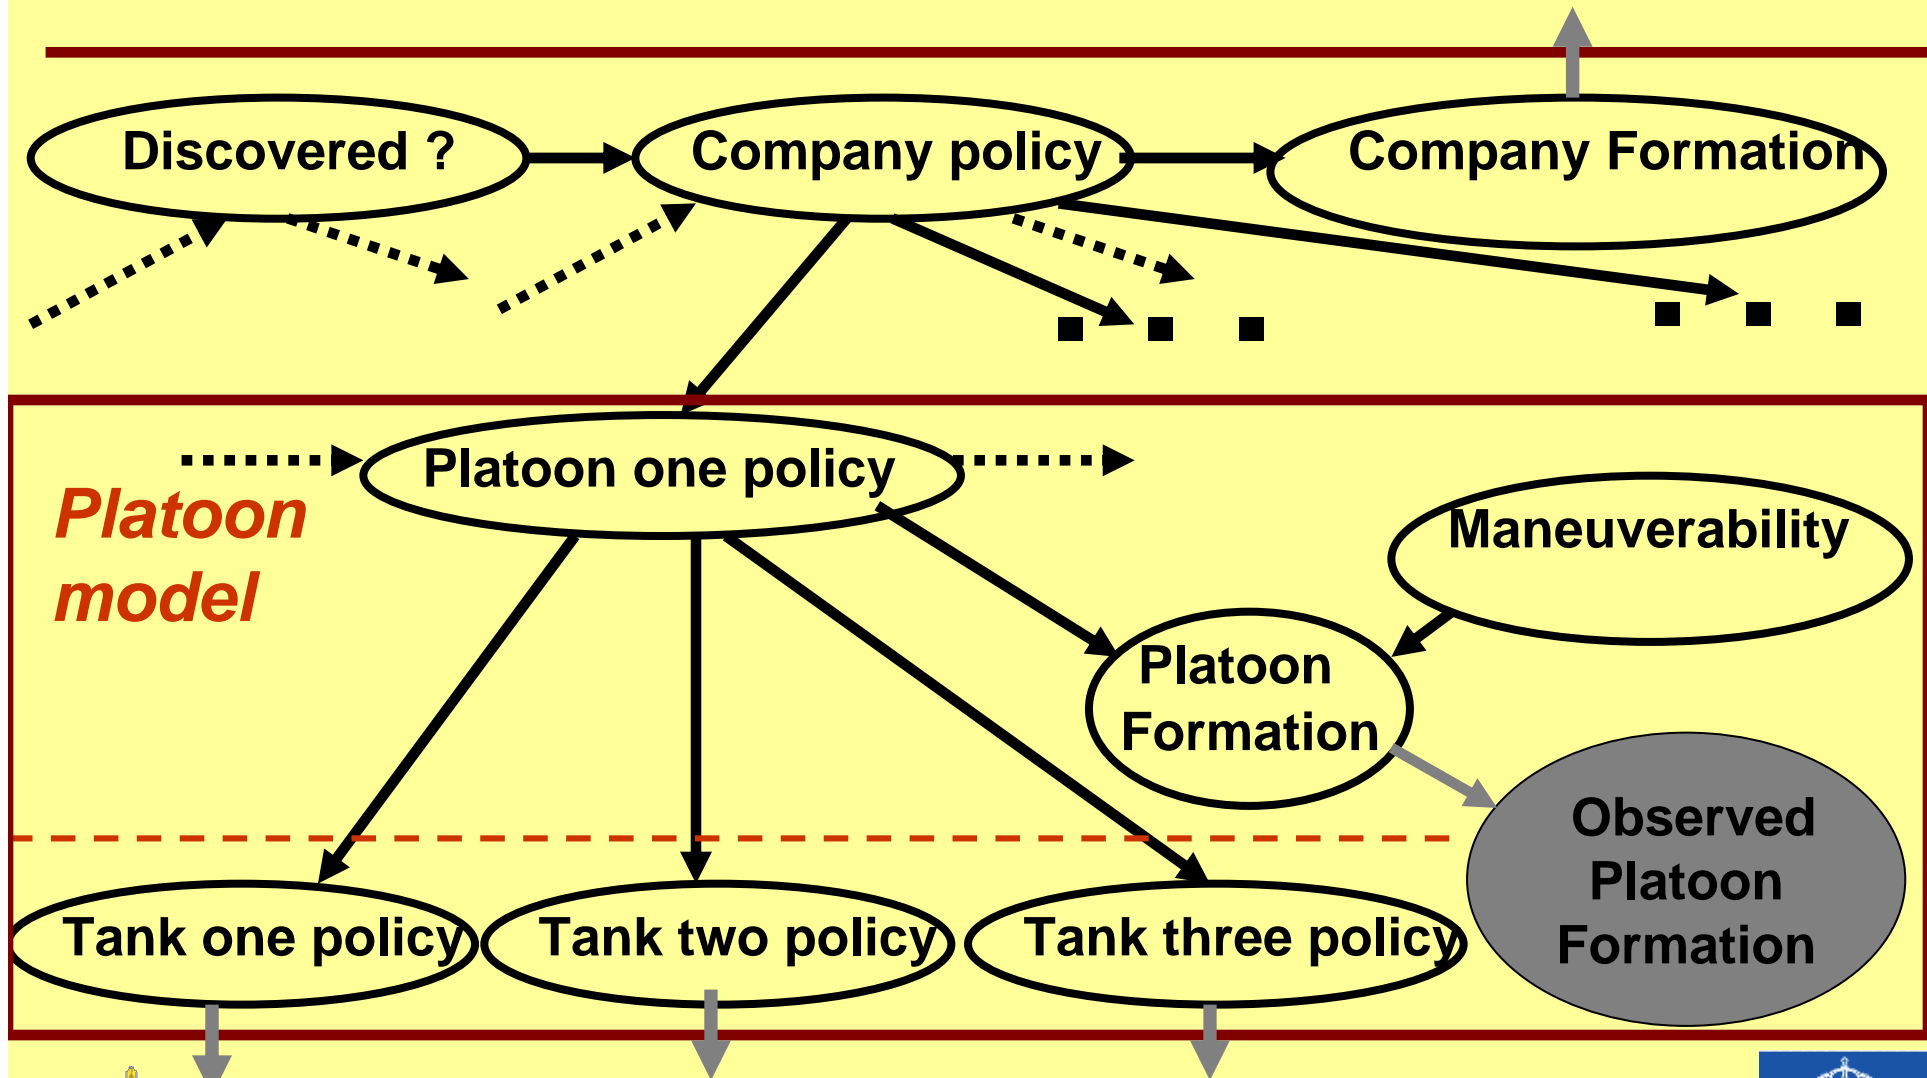 Discovered ?
Company policy
Company Formation
Platoon one policy
Platoon
model
Maneuverability
Platoon
Formation
Observed
Platoon
Formation
Tank one policy
Tank two policy
Tank three policy